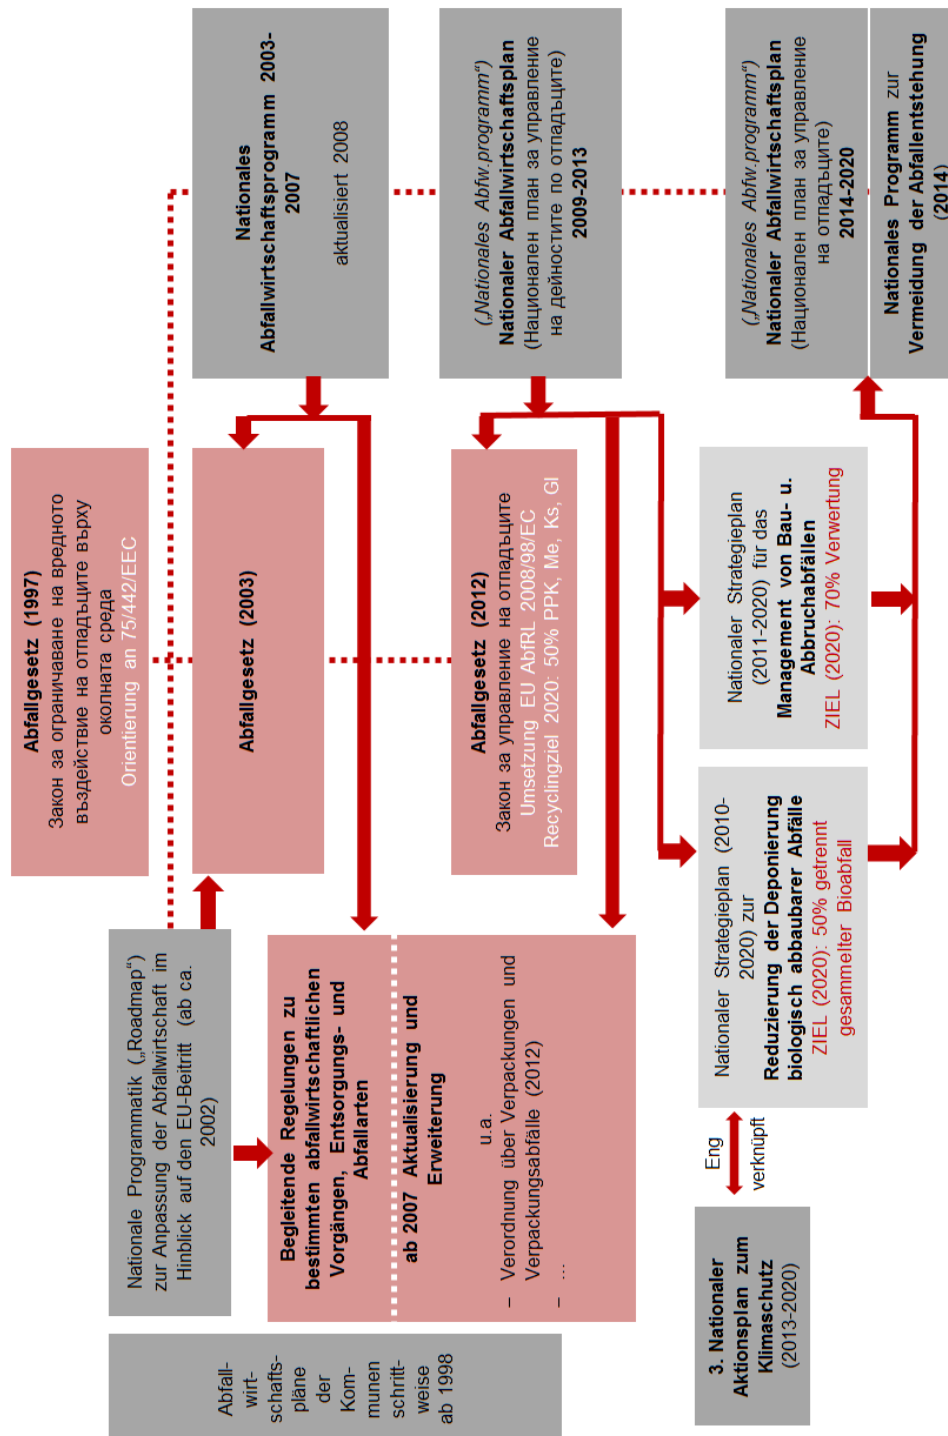 Abfallgesetz (1997)
Закон за ограничаване на вредното
въздействие на отпадъците върху
околната среда
Orientierung an 75/442/EEC
Nationale Programmatik („Roadmap“)
zur Anpassung der Abfallwirtschaft im
Hinblick auf den EU-Beitritt (ab ca.
2002)
Abfallgesetz (2003)
Nationales
Abfallwirtschaftsprogramm 2003-
2007
aktualisiert 2008
Abfall-
wirt-
schafts-
pläne
der
Kom-
munen
schritt-
weise
ab 1998
Begleitende Regelungen zu
bestimmten abfallwirtschaftlichen
Vorgängen, Entsorgungs- und
Abfallarten
ab 2007 Aktualisierung und
Erweiterung
u.a.
– Verordnung über Verpackungen und
Verpackungsabfälle (2012)
– ...
Abfallgesetz (2012)
Закон за управление на отпадъците
Umsetzung EU AbfRL 2008/98/EC
Recyclingziel 2020: 50% PPK, Me, Ks, Gl
(„Nationales Abfw.programm“)
Nationaler Abfallwirtschaftsplan
(Национален план за управление
на дейностите по отпадъците)
2009-2013
3. Nationaler
Aktionsplan zum
Klimaschutz
(2013-2020)
Eng
verknüpft
Nationaler Strategieplan (2010-
2020) zur
Reduzierung der Deponierung
biologisch abbaubarer Abfälle
ZIEL (2020): 50% getrennt
gesammelter Bioabfall
Nationaler Strategieplan
(2011-2020) für das
Management von Bau- u.
Abbruchabfällen
ZIEL (2020): 70% Verwertung
(„Nationales Abfw.programm“)
Nationaler Abfallwirtschaftsplan
(Национален план за управление
на отпадъците)
2014-2020
Nationales Programm zur
Vermeidung der Abfallentstehung
(2014)